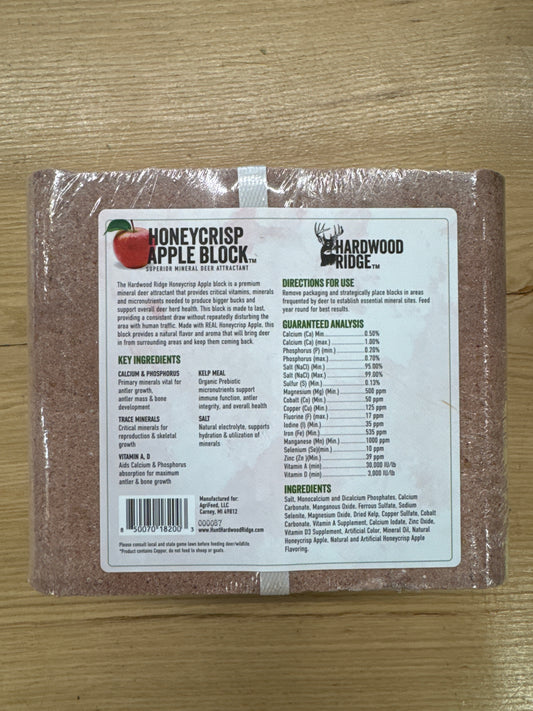 HONEYCRISP
APPLE BLOCK™
SUPERIOR MINERAL DEER ATTRACTANT
The Hardwood Ridge Honeycrisp Apple block is a premium
mineral deer attractant that provides critical vitamins, minerals
and micronutrients needed to produce bigger bucks and
support overall deer herd health. This block is made to last,
providing a consistent draw without repeatedly disturbing the
area with human traffic. Made with REAL Honeycrisp Apple, this
block provides a natural flavor and aroma that will bring deer
in from surrounding areas and keep them coming back.
KEY INGREDIENTS
CALCIUM & PHOSPHORUS
Primary minerals vital for
antler growth,
antler mass & bone
development
TRACE MINERALS
Critical minerals for
reproduction & skeletal
growth
VITAMIN A, D
Aids Calcium & Phosphorus
absorption for maximum
antler & bone growth
KELP MEAL
Organic Prebiotic
micronutrients support
immune function, antler
integrity, and overall health
SALT
Natural electrolyte, supports
hydration & utilization of
minerals
8 50070 18200 3
Manufactured for:
AgriFeed, LLC
Carney, MI 49812
000087
www.HuntHardwoodRidge.com
Please consult local and state game laws before feeding deer/wildlife.
*Product contains Copper, do not feed to sheep or goats.
HARDWOOD
RIDGE™
DIRECTIONS FOR USE
Remove packaging and strategically place blocks in areas
frequented by deer to establish essential mineral sites. Feed
year round for best results.
GUARANTEED ANALYSIS
Calcium (Ca) Min. 0.50%
Calcium (Ca) (max.) 1.00%
Phosphorus (P) (min.) 0.20%
Phosphorus (max.) 0.70%
Salt (NaCl) (Min.) 95.00%
Salt (NaCl) (Max.) 99.00%
Sulfur (S) (Min.) 0.13%
Magnesium (Mg) (Min.) 500 ppm
Cobalt (Co) (Min.) 50 ppm
Copper (Cu) (Min.) 125 ppm
Fluorine (F) (max.) 17 ppm
Iodine (I) (Min.) 35 ppm
Iron (Fe) (Min.) 535 ppm
Manganese (Mn) (Min.) 1000 ppm
Selenium (Se)(min.) 10 ppm
Zinc (Zn )(Min.) 39 ppm
Vitamin A (min) 30,000 IU/lb
Vitamin D (min) 3,000 IU/lb
INGREDIENTS
Salt, Monocalcium and Dicalcium Phosphates, Calcium
Carbonate, Manganous Oxide, Ferrous Sulfate, Sodium
Selenite, Magnesium Oxide, Dried Kelp, Copper Sulfate, Cobalt
Carbonate, Vitamin A Supplement, Calcium Iodate, Zinc Oxide,
Vitamin D3 Supplement, Artificial Color, Mineral Oil, Natural
Honeycrisp Apple, Natural and Artificial Honeycrisp Apple
Flavoring.